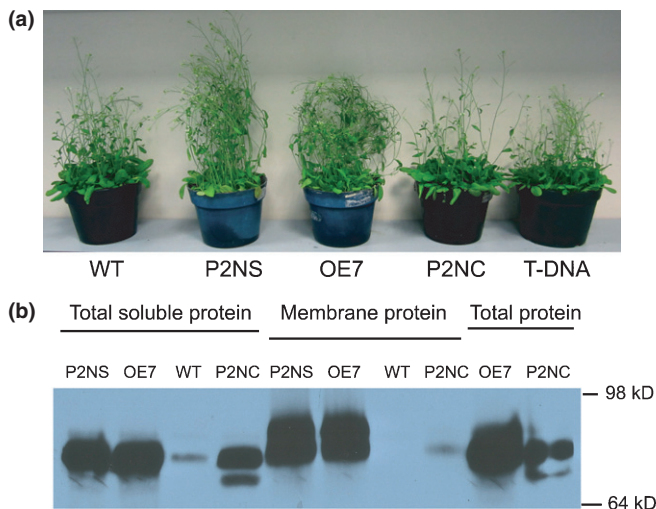 (a)
WT P2NS OE7 P2NC T-DNA
(b)
Total soluble protein Membrane protein Total protein
P2NS OE7 WT P2NC P2NS OE7 WT P2NC OE7 P2NC
98 kD
64 kD